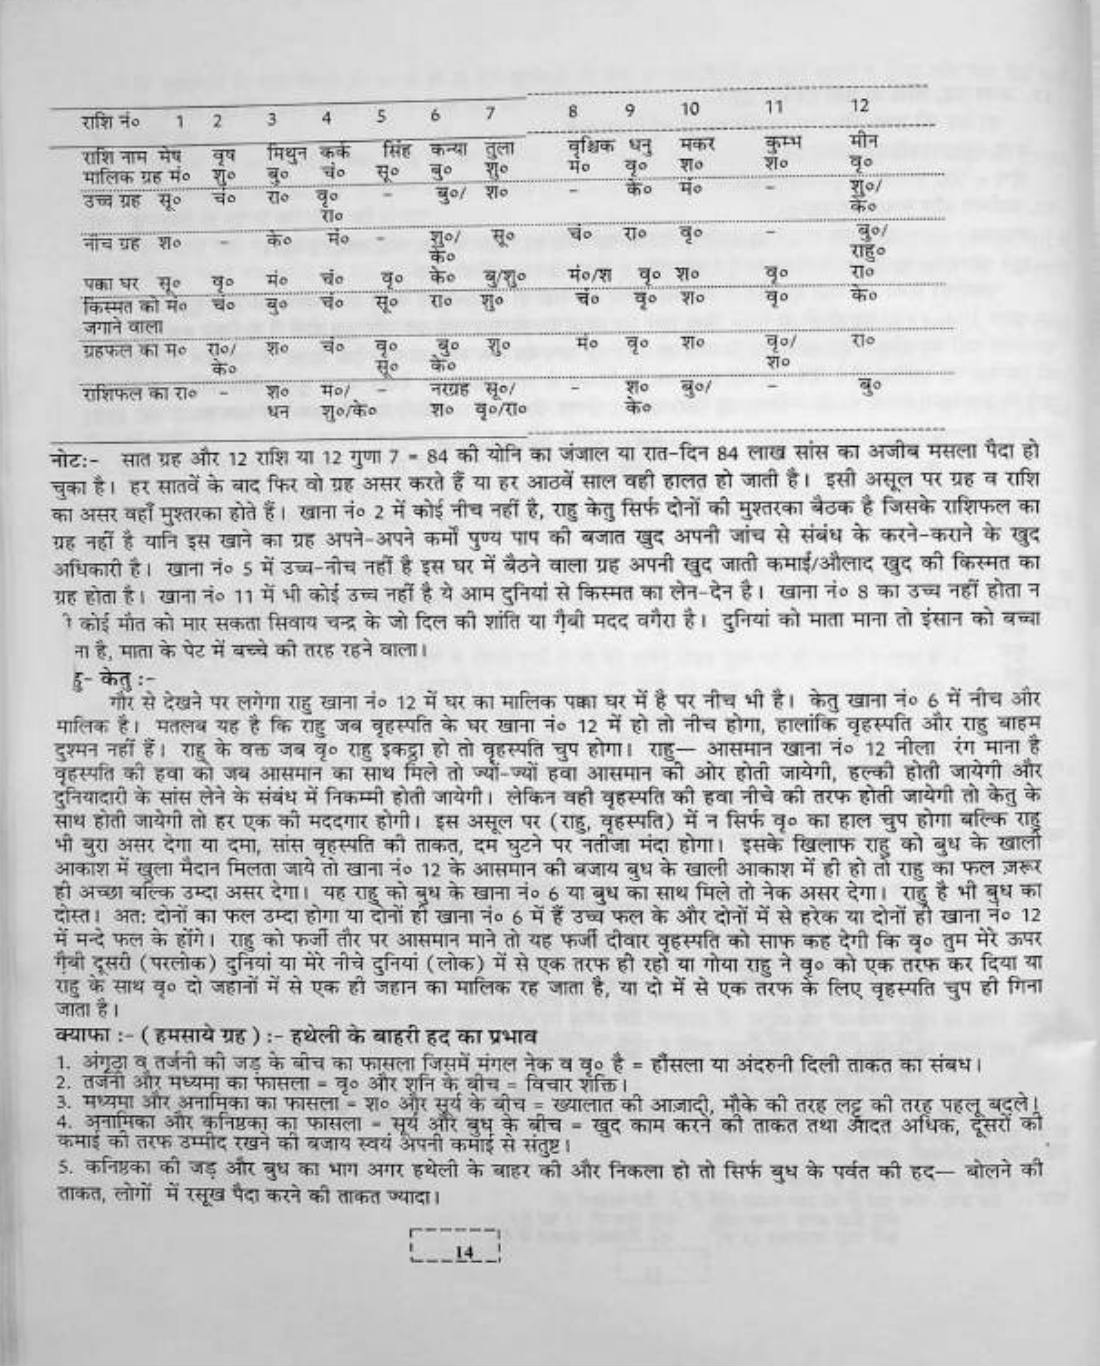 राशि नं० 1 2 3 4 5 6 7 8 9 10 11 12
राशि नाम मेष वृष मिथुन कर्क सिंह कन्या तुला वृश्चिक धनु मकर कुम्भ मीन
मालिक ग्रह मं० शु० बु० चं० सू० बु० शु० मं० वृ० श० श० वृ०
उच्च ग्रह सू० चं० रा० वृ० – बु०/ श० – के० मं० – शु०/
रा० के०
नीच ग्रह श० – के० मं० – शु०/ सू० चं० रा० वृ० – बु०/
के० राहु०
पक्का घर सू० वृ० मं० चं० वृ० के० बु/शु० मं०/श वृ० श० वृ० रा०
किस्मत को मं० चं० बु० चं० सू० रा० शु० चं० वृ० श० वृ० के०
जगाने वाला
ग्रहफल का म० रा०/ श० चं० वृ० बु० शु० मं० वृ० श० वृ०/ रा०
के० सू० के० श०
राशिफल का रा० – श० म०/ – नरग्रह सू०/ – श० बु०/ – बु०
धन शु०/के० श० वृ०/रा० के०
नोट:- सात ग्रह और 12 राशि या 12 गुणा 7 = 84 की योनि का जंजाल या रात-दिन 84 लाख सांस का अजीब मसला पैदा हो
चुका है। हर सातवें के बाद फिर वो ग्रह असर करते हैं या हर आठवें साल वही हालत हो जाती है। इसी असूल पर ग्रह व राशि
का असर वहाँ मुश्तरका होते हैं। खाना नं० 2 में कोई नीच नहीं है, राहु केतु सिर्फ दोनों की मुश्तरका बैठक है जिसके राशिफल का
ग्रह नहीं है यानि इस खाने का ग्रह अपने-अपने कर्मों पुण्य पाप की बजात खुद अपनी जांच से संबंध के करने-कराने के खुद
अधिकारी है। खाना नं० 5 में उच्च-नीच नहीं है इस घर में बैठने वाला ग्रह अपनी खुद जाती कमाई/औलाद खुद की किस्मत का
ग्रह होता है। खाना नं० 11 में भी कोई उच्च नहीं है ये आम दुनियां से किस्मत का लेन-देन है। खाना नं० 8 का उच्च नहीं होता न
ी कोई मौत को मार सकता सिवाय चन्द्र के जो दिल की शांति या गै़बी मदद वगैरा है। दुनियां को माता माना तो इंसान को बच्चा
ना है, माता के पेट में बच्चे की तरह रहने वाला।
हु- केतु :-
गौर से देखने पर लगेगा राहु खाना नं० 12 में घर का मालिक पक्का घर में है पर नीच भी है। केतु खाना नं० 6 में नीच और
मालिक है। मतलब यह है कि राहु जब वृहस्पति के घर खाना नं० 12 में हो तो नीच होगा, हालांकि वृहस्पति और राहु बाहम
दुश्मन नहीं हैं। राहु के वक्त जब वृ० राहु इकट्ठा हो तो वृहस्पति चुप होगा। राहु— आसमान खाना नं० 12 नीला रंग माना है
वृहस्पति की हवा को जब आसमान का साथ मिले तो ज्यों-ज्यों हवा आसमान की ओर होती जायेगी, हल्की होती जायेगी और
दुनियादारी के सांस लेने के संबंध में निकम्मी होती जायेगी। लेकिन वही वृहस्पति की हवा नीचे की तरफ होती जायेगी तो केतु के
साथ होती जायेगी तो हर एक की मददगार होगी। इस असूल पर (राहु, वृहस्पति) में न सिर्फ वृ० का हाल चुप होगा बल्कि राहु
भी बुरा असर देगा या दमा, सांस वृहस्पति की ताकत, दम घुटने पर नतीजा मंदा होगा। इसके खिलाफ राहु को बुध के खाली
आकाश में खुला मैदान मिलता जाये तो खाना नं० 12 के आसमान की बजाय बुध के खाली आकाश में ही हो तो राहु का फल ज़रूर
ही अच्छा बल्कि उम्दा असर देगा। यह राहु को बुध के खाना नं० 6 या बुध का साथ मिले तो नेक असर देगा। राहु है भी बुध का
दोस्त। अत: दोनों का फल उम्दा होगा या दोनों ही खाना नं० 6 में हैं उच्च फल के और दोनों में से हरेक या दोनों ही खाना नं० 12
में मन्दे फल के होंगे। राहु को फर्जी तौर पर आसमान माने तो यह फर्जी दीवार वृहस्पति को साफ कह देगी कि वृ० तुम मेरे ऊपर
गै़बी दूसरी (परलोक) दुनियां या मेरे नीचे दुनियां (लोक) में से एक तरफ ही रहो या गोया राहु ने वृ० को एक तरफ कर दिया या
राहु के साथ वृ० दो जहानों में से एक ही जहान का मालिक रह जाता है, या दो में से एक तरफ के लिए वृहस्पति चुप ही गिना
जाता है।
क्याफा :- ( हमसाये ग्रह ) :- हथेली के बाहरी हद का प्रभाव
1. अंगूठा व तर्जनी की जड़ के बीच का फासला जिसमें मंगल नेक व वृ० है = हौंसला या अंदरुनी दिली ताकत का संबध।
2. तर्जनी और मध्यमा का फासला = वृ० और शनि के बीच = विचार शक्ति।
3. मध्यमा और अनामिका का फासला = श० और सूर्य के बीच = ख्यालात की आज़ादी, मौके की तरह लट्टू की तरह पहलू बदले।
4. अनामिका और कनिष्ठका का फासला = सूर्य और बुध के बीच = खुद काम करने की ताकत तथा आदत अधिक, दूसरों की
कमाई की तरफ उम्मीद रखने की बजाय स्वयं अपनी कमाई से संतुष्ट।
5. कनिष्ठका की जड़ और बुध का भाग अगर हथेली के बाहर की और निकला हो तो सिर्फ बुध के पर्वत की हद— बोलने की
ताकत, लोगों में रसूख पैदा करने की ताकत ज्यादा।
14